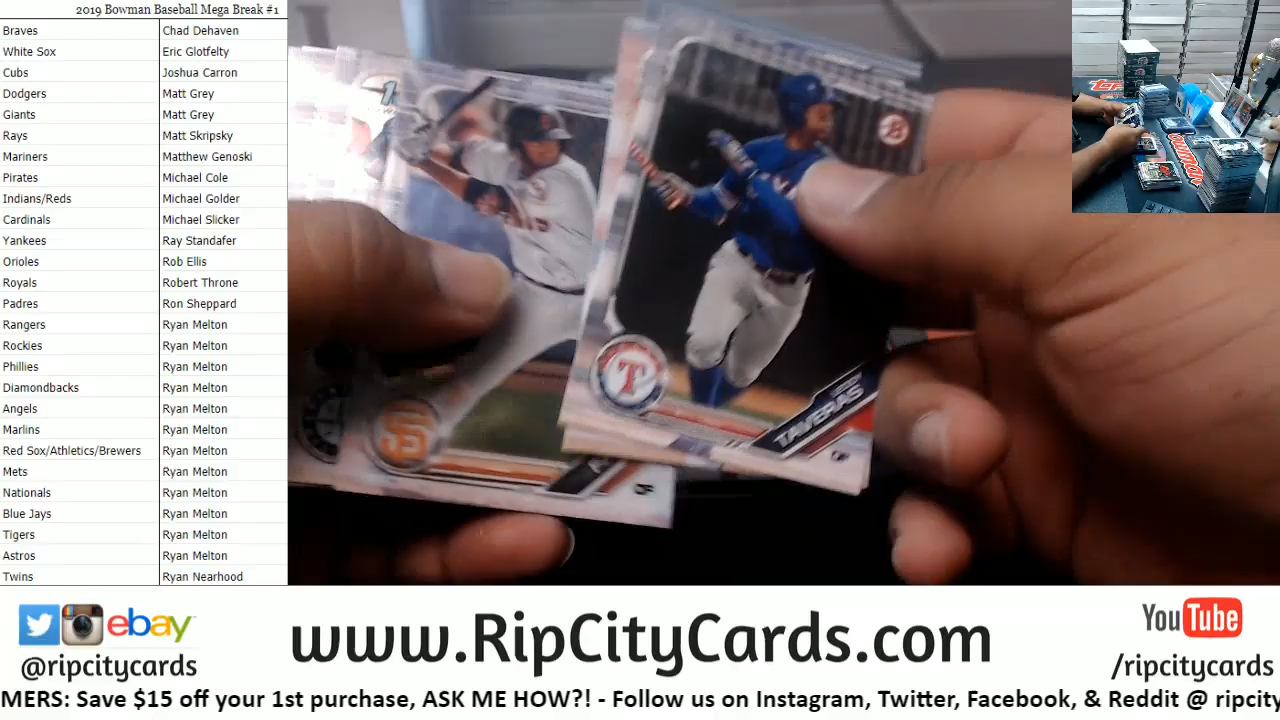 2019 Bowman Baseball Mega Break #1
Braves Chad Dehaven
White Sox Eric Glotfelty
Cubs Joshua Carron
Dodgers Matt Grey
Giants Matt Grey
Rays Matt Skripsky
Mariners Matthew Genoski
Pirates Michael Cole
Indians/Reds Michael Golder
Cardinals Michael Slicker
Yankees Ray Standafer
Orioles Rob Ellis
Royals Robert Throne
Padres Ron Sheppard
Rangers Ryan Melton
Rockies Ryan Melton
Phillies Ryan Melton
Diamondbacks Ryan Melton
Angels Ryan Melton
Marlins Ryan Melton
Red Sox/Athletics/Brewers Ryan Melton
Mets Ryan Melton
Nationals Ryan Melton
Blue Jays Ryan Melton
Tigers Ryan Melton
Astros Ryan Melton
Twins Ryan Nearhood
T
TAVERAS
SF
OF
ebay
@ripcitycards
www.RipCityCards.com
YouTube
/ripcitycards
MERS: Save $15 off your 1st purchase, ASK ME HOW?! - Follow us on Instagram, Twitter, Facebook, & Reddit @ ripcity